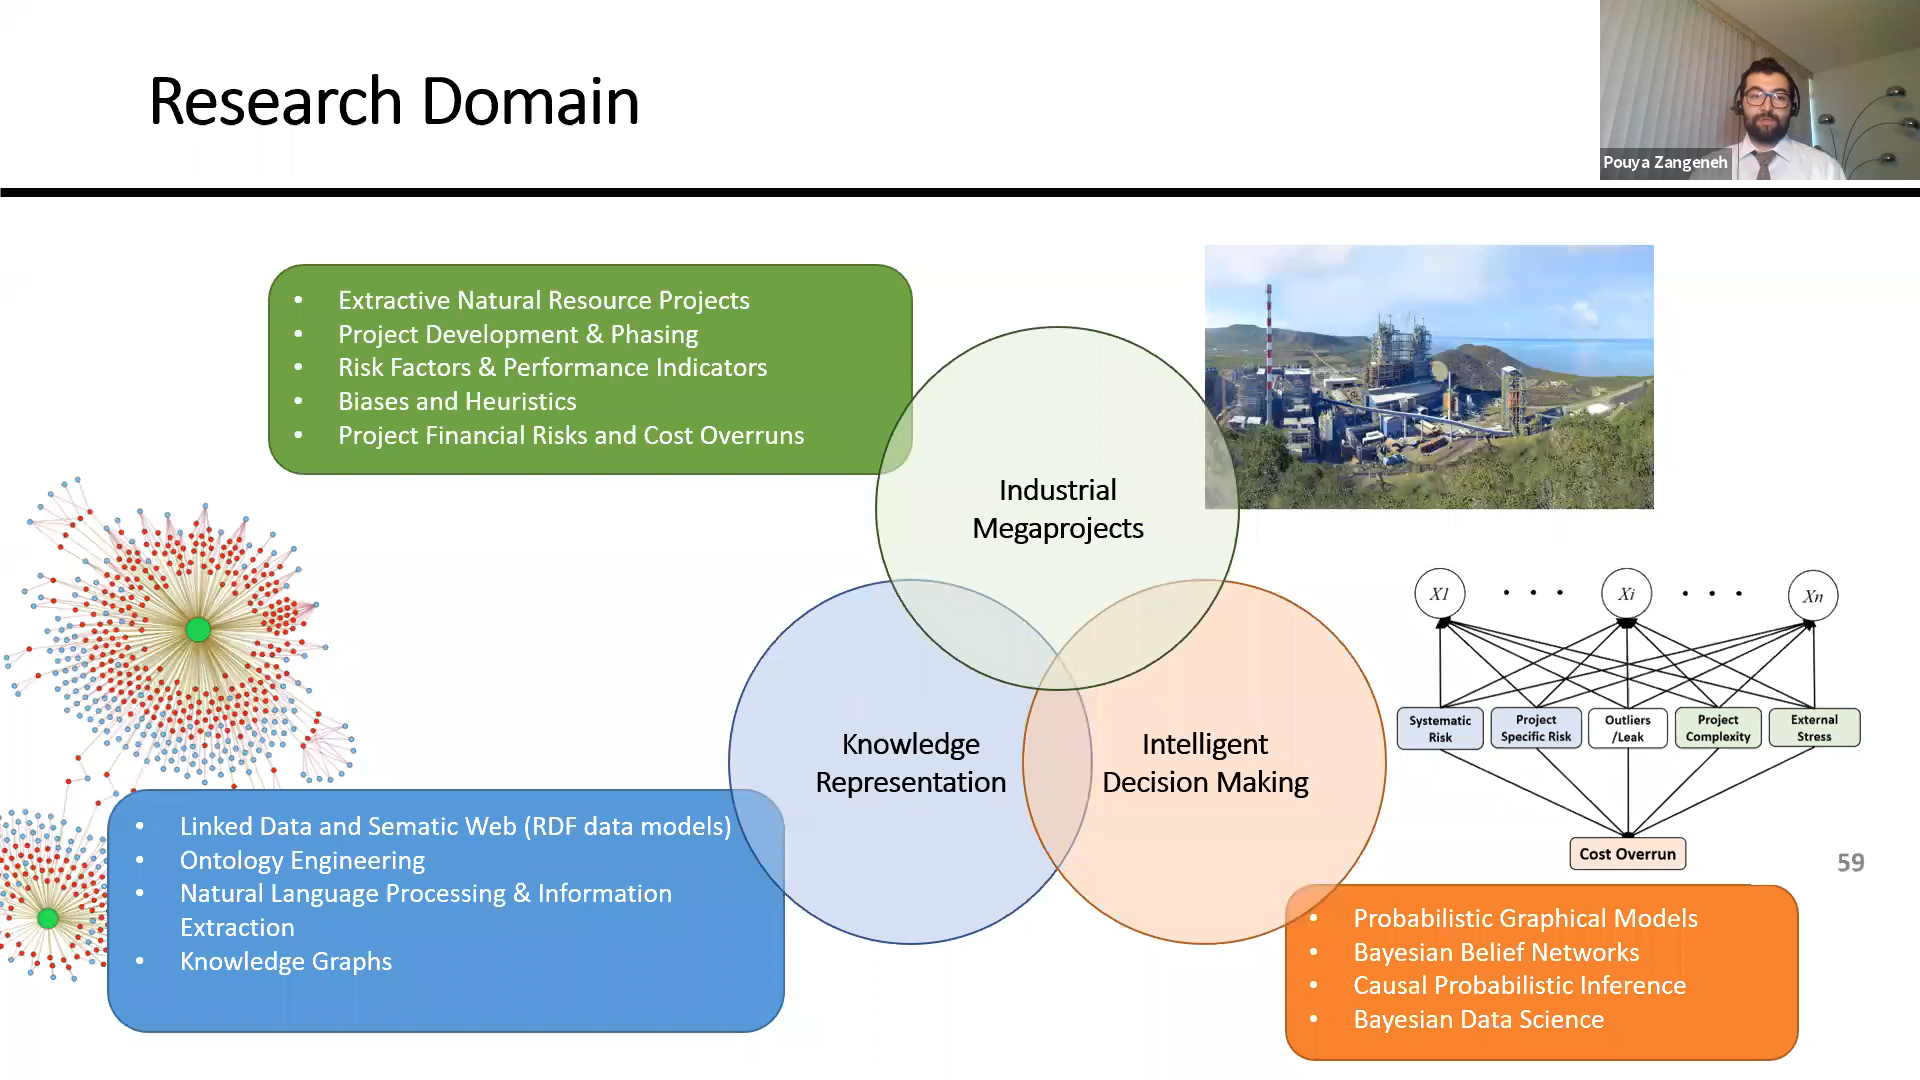 Research Domain
Pouya Zangeneh
• Extractive Natural Resource Projects
• Project Development & Phasing
• Risk Factors & Performance Indicators
• Biases and Heuristics
• Project Financial Risks and Cost Overruns
Industrial
Megaprojects
Knowledge
Representation
Intelligent
Decision Making
X1 . . . Xi . . . Xn
Systematic
Risk
Project
Specific Risk
Outliers
/Leak
Project
Complexity
External
Stress
Cost Overrun
59
• Linked Data and Sematic Web (RDF data models)
• Ontology Engineering
• Natural Language Processing & Information
Extraction
• Knowledge Graphs
• Probabilistic Graphical Models
• Bayesian Belief Networks
• Causal Probabilistic Inference
• Bayesian Data Science